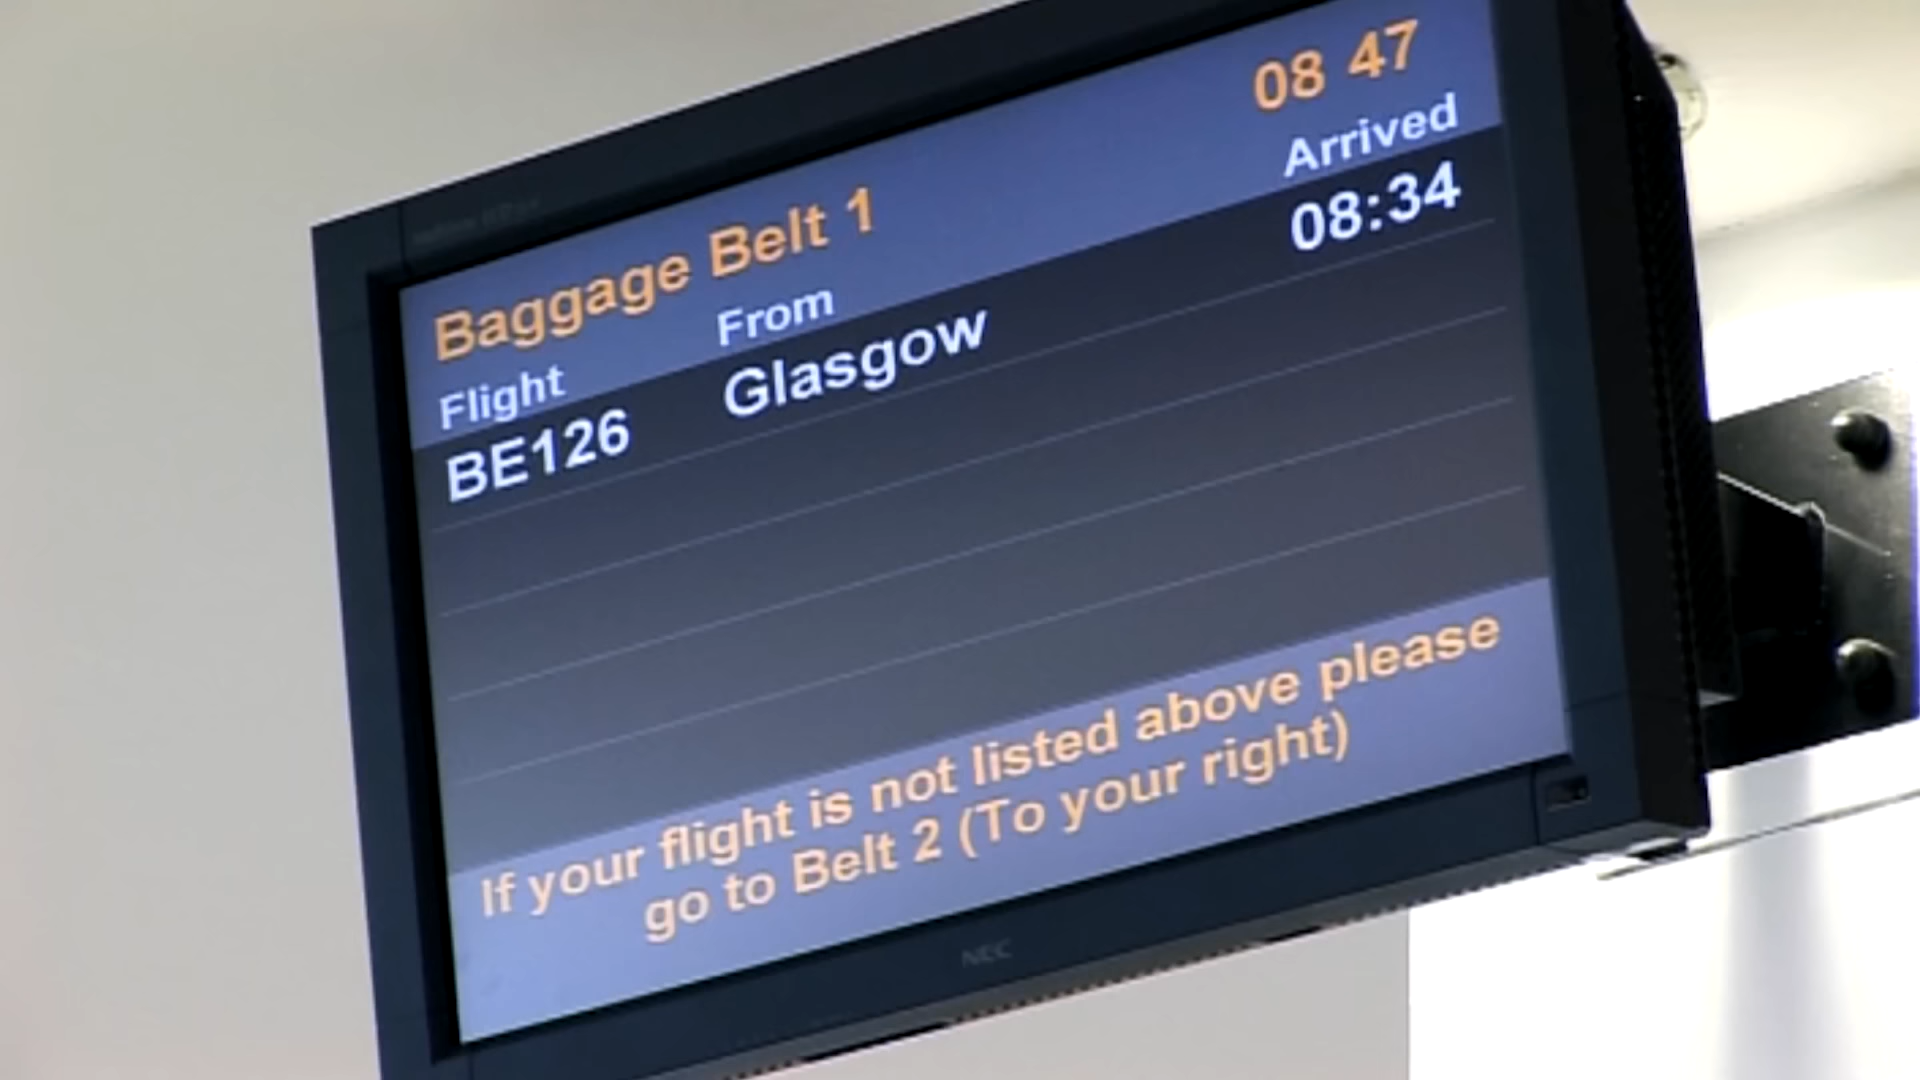 08 47
Baggage Belt 1
Flight From Arrived
BE126 Glasgow 08:34
If your flight is not listed above please
go to Belt 2 (To your right)
NEC